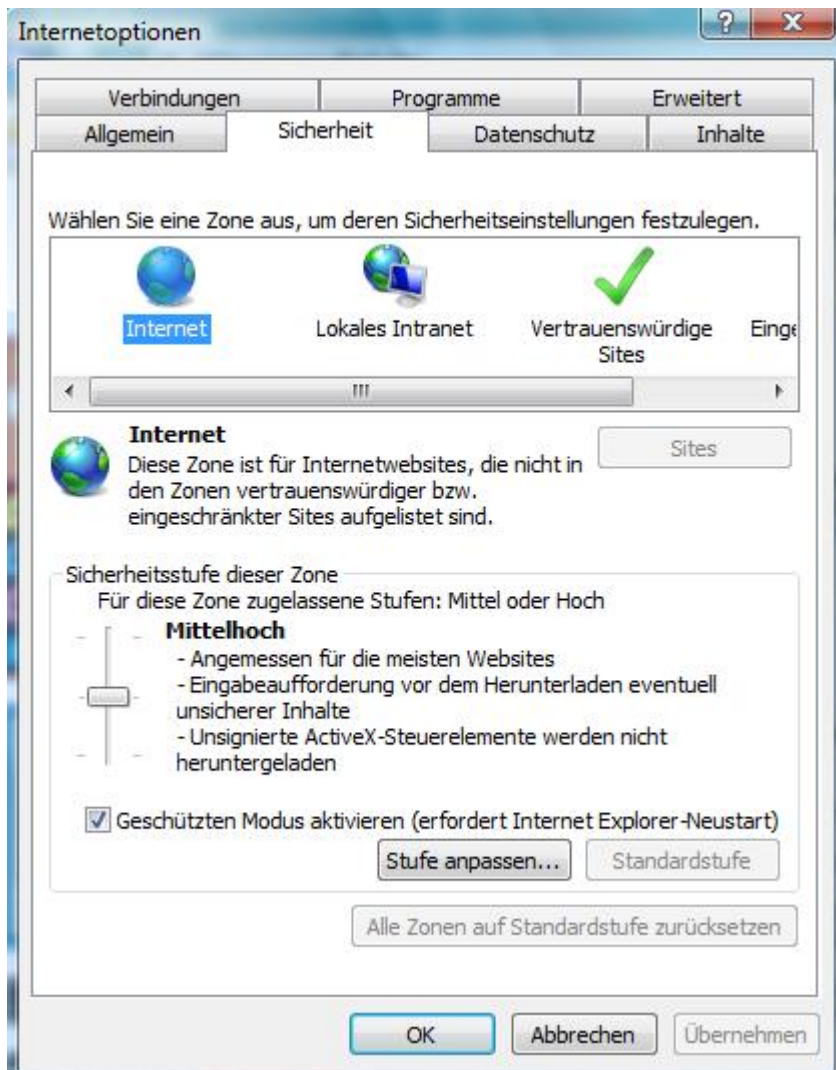 Internetoptionen
Verbindungen Programme Erweitert
Allgemein Sicherheit Datenschutz Inhalte
Wählen Sie eine Zone aus, um deren Sicherheitseinstellungen festzulegen.
Internet Lokales Intranet Vertrauenswürdige Sites Einge
Internet
Diese Zone ist für Internetwebsites, die nicht in
den Zonen vertrauenswürdiger bzw.
eingeschränkter Sites aufgelistet sind.
Sites
Sicherheitsstufe dieser Zone
Für diese Zone zugelassene Stufen: Mittel oder Hoch
Mittelhoch
- Angemessen für die meisten Websites
- Eingabeaufforderung vor dem Herunterladen eventuell
unsicherer Inhalte
- Unsignierte ActiveX-Steuerelemente werden nicht
heruntergeladen
Geschützten Modus aktivieren (erfordert Internet Explorer-Neustart)
Stufe anpassen... Standardstufe
Alle Zonen auf Standardstufe zurücksetzen
OK Abbrechen Übernehmen